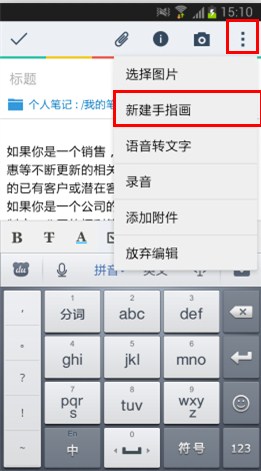 15:10
标题
选择图片
个人笔记:/我的笔
新建手指画
语音转文字
如果你是一个销售,
惠等不断更新的相关
录音
的已有客户或潜在客
添加附件
如果你是一个公司的
放弃编辑
B T A
du 拼音
, 1 分词 2 abc 3 def
。 4 ghi 5 jkl 6 mno
? 7 pqrs 8 tuv 9 wxyz
!
~ En 中 0 符号 123